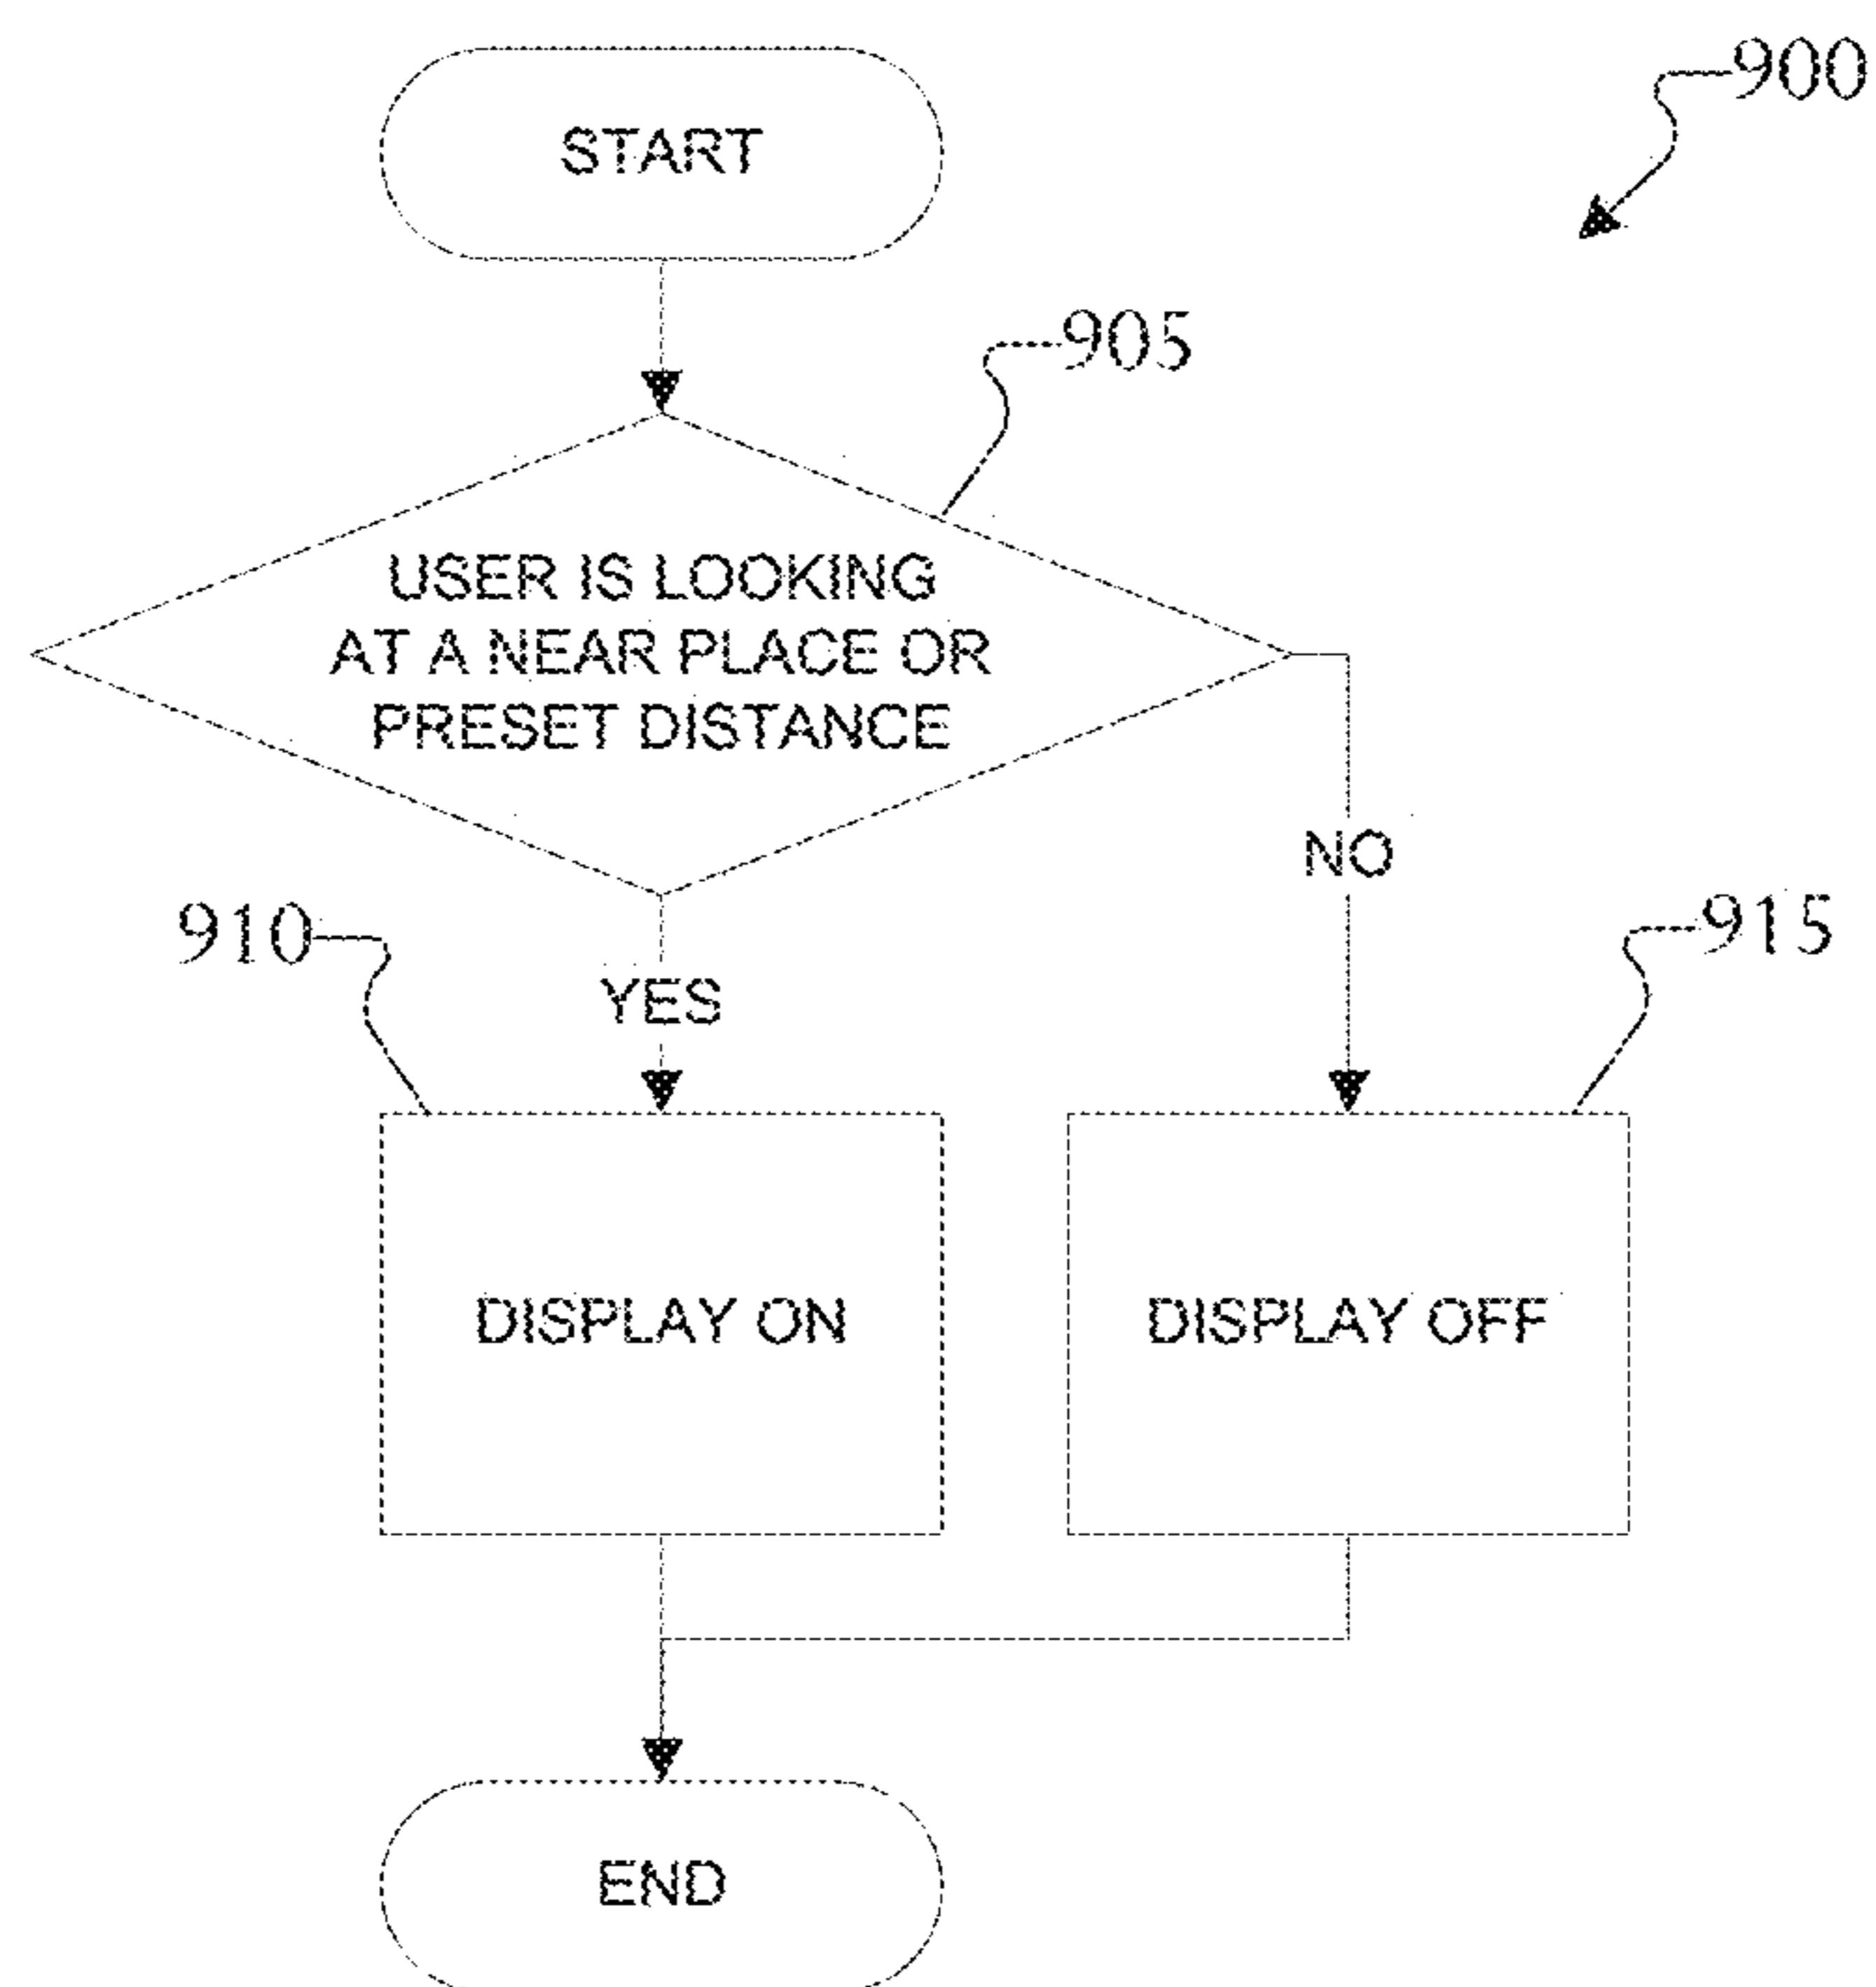 START
900
905
USER IS LOOKING
AT A NEAR PLACE OR
PRESET DISTANCE
NO
910
915
YES
DISPLAY ON
DISPLAY OFF
END